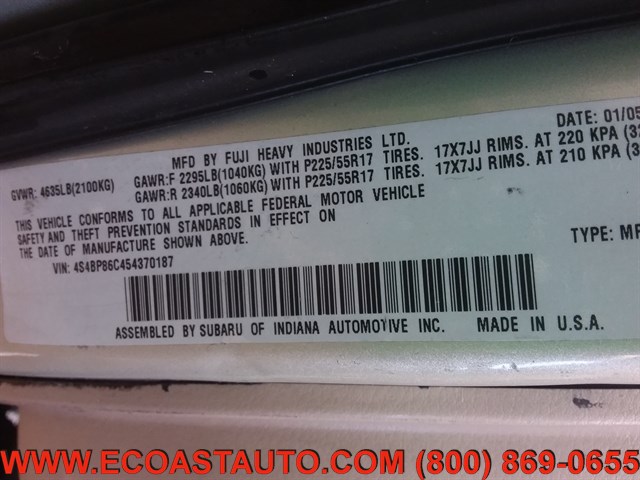 DATE: 01/05
MFD BY FUJI HEAVY INDUSTRIES LTD.
GVWR: 4635LB(2100KG) GAWR:F 2295LB(1040KG) WITH P225/55R17 TIRES. 17X7JJ RIMS. AT 220 KPA
GAWR:R 2340LB(1060KG) WITH P225/55R17 TIRES. 17X7JJ RIMS. AT 210 KPA
THIS VEHICLE CONFORMS TO ALL APPLICABLE FEDERAL MOTOR VEHICLE
SAFETY AND THEFT PREVENTION STANDARDS IN EFFECT ON
THE DATE OF MANUFACTURE SHOWN ABOVE.
VIN: 4S4BP86C454370187
TYPE:
ASSEMBLED BY SUBARU OF INDIANA AUTOMOTIVE INC. MADE IN U.S.A.
WWW.ECOASTAUTO.COM (800) 869-0655